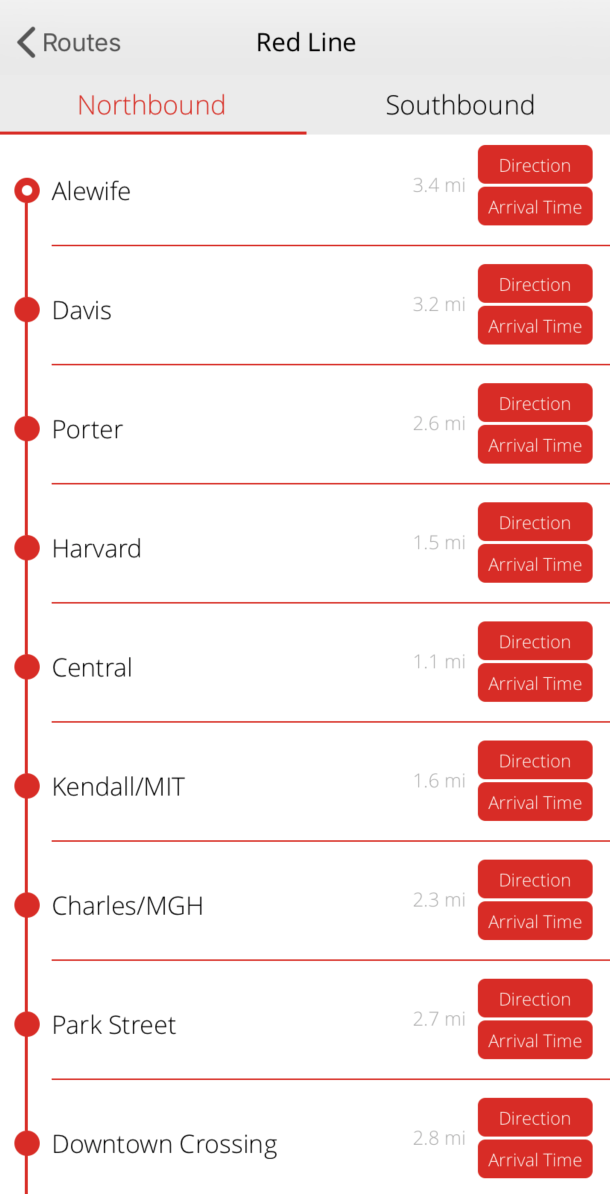 Routes
Red Line
Northbound
Southbound
Alewife
3.4 mi
Direction
Arrival Time
Davis
3.2 mi
Direction
Arrival Time
Porter
2.6 mi
Direction
Arrival Time
Harvard
1.5 mi
Direction
Arrival Time
Central
1.1 mi
Direction
Arrival Time
Kendall/MIT
1.6 mi
Direction
Arrival Time
Charles/MGH
2.3 mi
Direction
Arrival Time
Park Street
2.7 mi
Direction
Arrival Time
Downtown Crossing
2.8 mi
Direction
Arrival Time